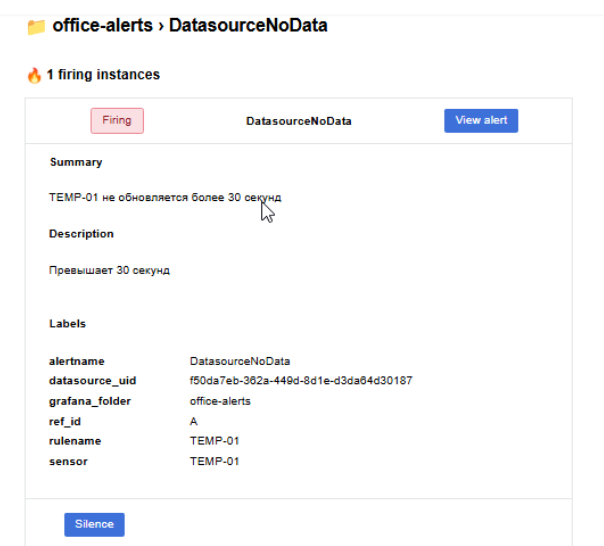 office-alerts › DatasourceNoData
1 firing instances
Firing DatasourceNoData View alert
Summary
TEMP-01 не обновляется более 30 секунд
Description
Превышает 30 секунд
Labels
alertname DatasourceNoData
datasource_uid f50da7eb-362a-449d-8d1e-d3da64d30187
grafana_folder office-alerts
ref_id A
rulename TEMP-01
sensor TEMP-01
Silence